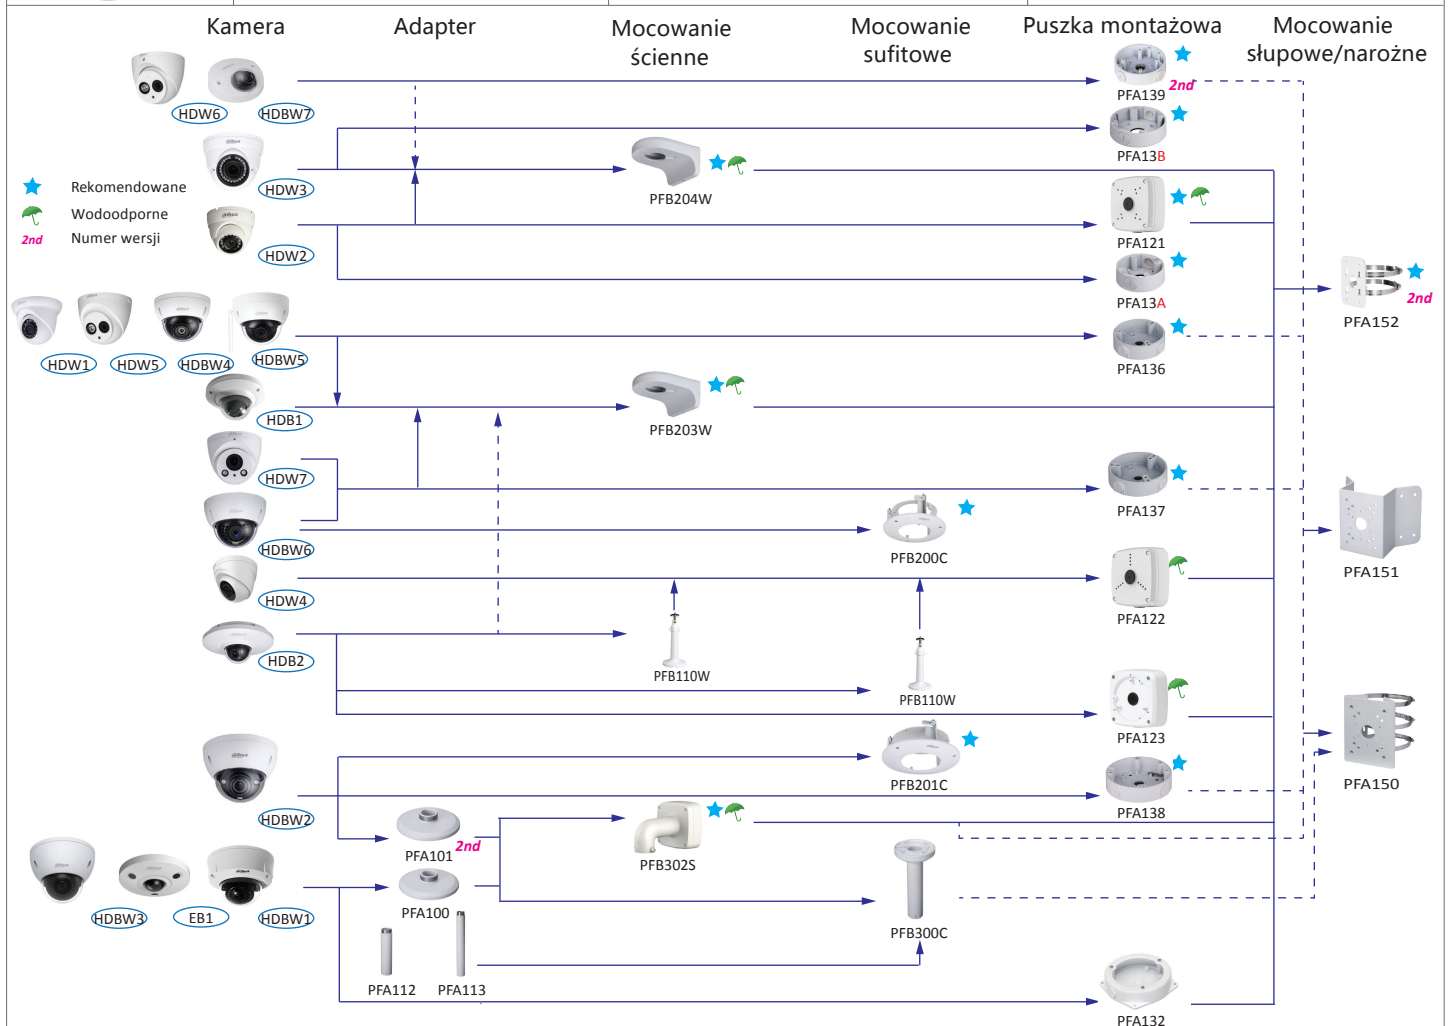 Kamera
Adapter
Mocowanie
ścienne
Mocowanie
sufitowe
Puszka montażowa
Mocowanie
słupowe/narożne
HDW6
HDBW7
PFA139
2nd
PFA13B
HDW3
PFB204W
Rekomendowane
Wodoodporne
2nd Numer wersji
HDW2
PFA121
PFA13A
2nd
PFA152
HDW1
HDW5
HDBW4
HDBW5
PFA136
HDB1
PFB203W
HDW7
PFA137
HDBW6
PFB200C
PFA151
HDW4
PFA122
HDB2
PFB110W
PFB110W
PFA123
PFB201C
PFA150
HDBW2
PFA138
PFA101
2nd
PFB302S
HDBW3
EB1
HDBW1
PFA100
PFB300C
PFA112
PFA113
PFA132